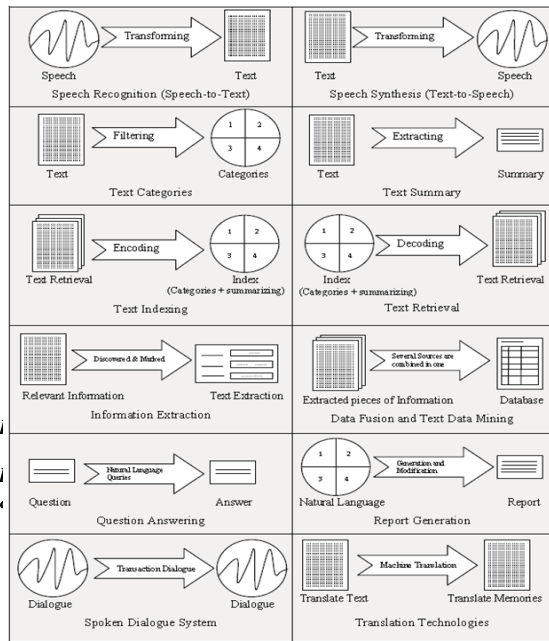 Transforming
Speech
Text
Speech Recognition (Speech-to-Text)
Transforming
Text
Speech
Speech Synthesis (Text-to-Speech)
Filtering
1 2
3 4
Text
Categories
Text Categories
Extracting
Text
Summary
Text Summary
Encoding
1 2
3 4
Text Retrieval
Index
(Categories + summarizing)
Text Indexing
1 2
3 4
Decoding
Index
(Categories + summarizing)
Text Retrieval
Text Retrieval
Discovered & Marked
Relevant Information
Text Extraction
Information Extraction
Several Sources are
combined in one
Extracted pieces of Information
Database
Data Fusion and Text Data Mining
Natural Language
Queries
Question
Answer
Question Answering
1 2
3 4
Generation and
Modification
Natural Language
Report
Report Generation
Transaction Dialogue
Dialogue
Dialogue
Spoken Dialogue System
Machine Translation
Translate Text
Translate Memories
Translation Technologies